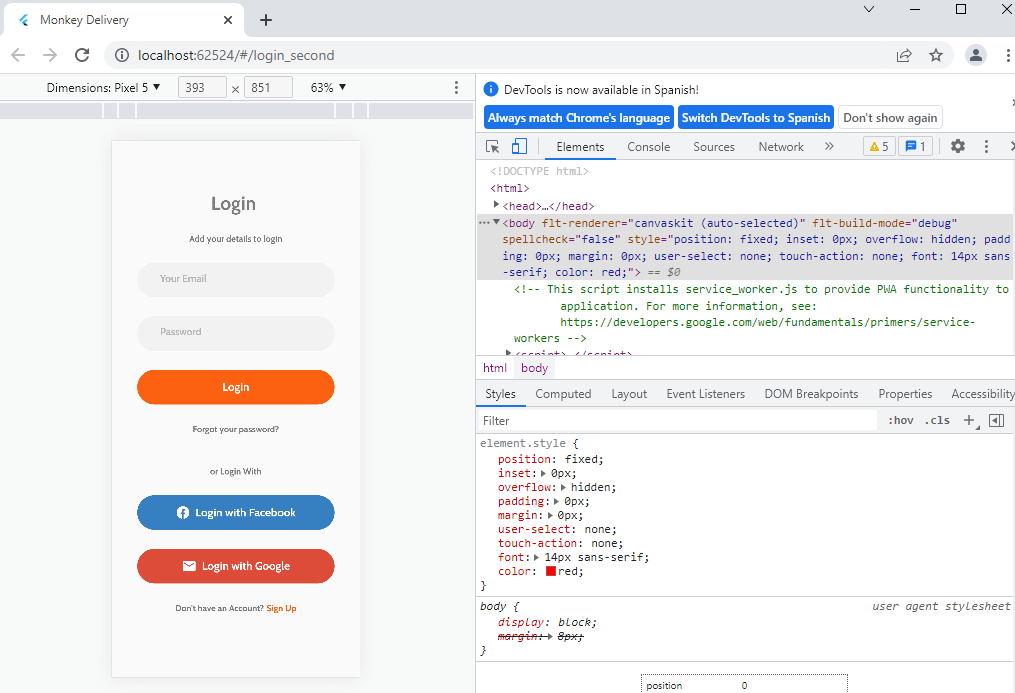 Monkey Delivery
localhost:62524/#/login_second
Dimensions: Pixel 5 ▼ 393 × 851 63% ▼
Login
Add your details to login
Your Email
Password
Login
Forgot your password?
or Login With
Login with Facebook
Login with Google
Don't have an Account? Sign Up
DevTools is now available in Spanish!
Always match Chrome's language Switch DevTools to Spanish Don't show again
Elements Console Sources Network » 5 1
<!DOCTYPE html>
<html>
<head>…</head>
<body flt-renderer="canvaskit (auto-selected)" flt-build-mode="debug"
spellcheck="false" style="position: fixed; inset: 0px; overflow: hidden; padd
ing: 0px; margin: 0px; user-select: none; touch-action: none; font: 14px sans
-serif; color: red;"> == $0
<!-- This script installs service_worker.js to provide PWA functionality to
application. For more information, see:
https://developers.google.com/web/fundamentals/primers/service-
workers -->
<script>…</script>
html body
Styles Computed Layout Event Listeners DOM Breakpoints Properties Accessibility
Filter :hov .cls +
element.style {
position: fixed;
inset: 0px;
overflow: hidden;
padding: 0px;
margin: 0px;
user-select: none;
touch-action: none;
font: 14px sans-serif;
color: red;
}
body { user agent stylesheet
display: block;
margin: 8px;
}
position 0